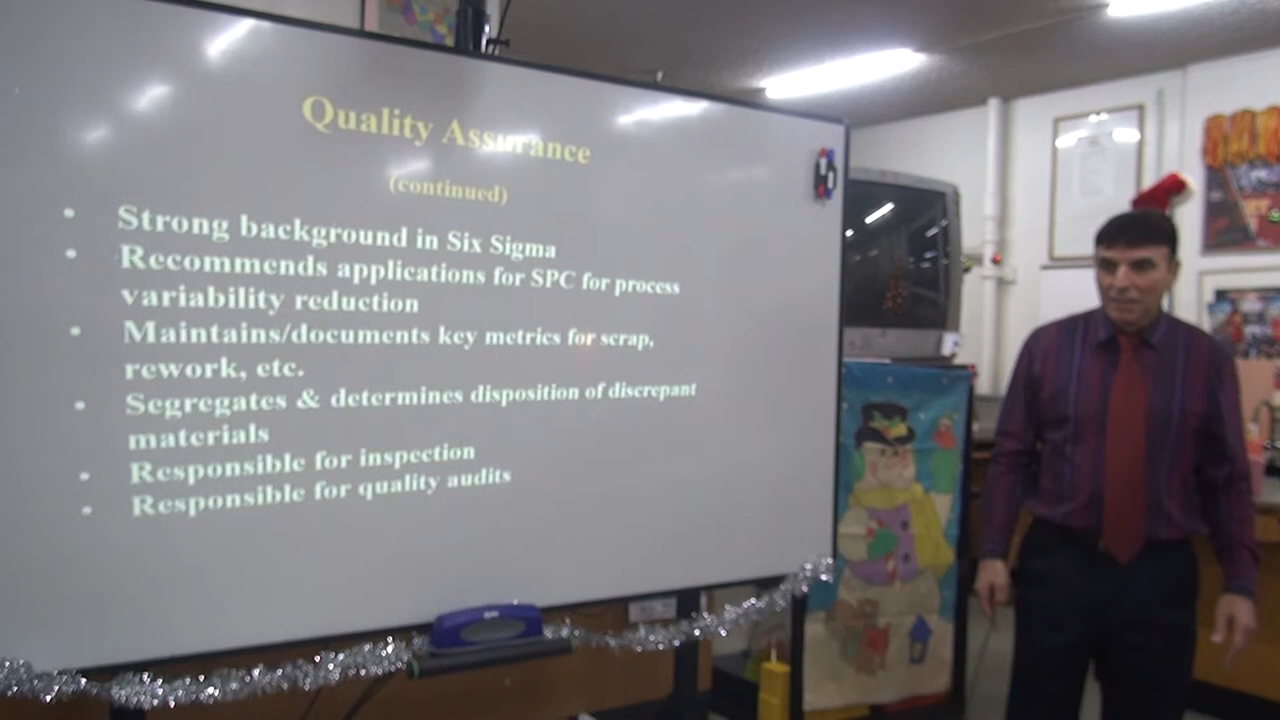 Quality Assurance
(continued)
• Strong background in Six Sigma
• Recommends applications for SPC for process
variability reduction
• Maintains/documents key metrics for scrap,
rework, etc.
• Segregates & determines disposition of discrepant
materials
• Responsible for inspection
• Responsible for quality audits